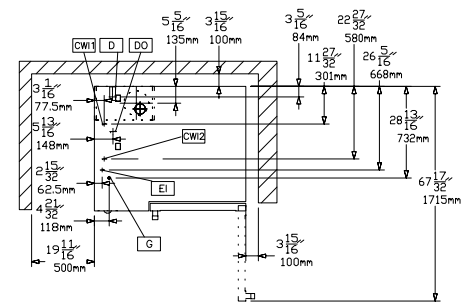 5 5/16"
135mm
3 15/16"
100mm
3 5/16"
84mm
22 27/32"
580mm
11 27/32"
301mm
26 5/16"
668mm
CWI1
D
DO
3 1/16"
77.5mm
5 13/16"
148mm
28 13/16"
732mm
CWI2
2 15/32"
62.5mm
EI
67 17/32"
1715mm
4 21/32"
118mm
G
19 11/16"
500mm
3 15/16"
100mm